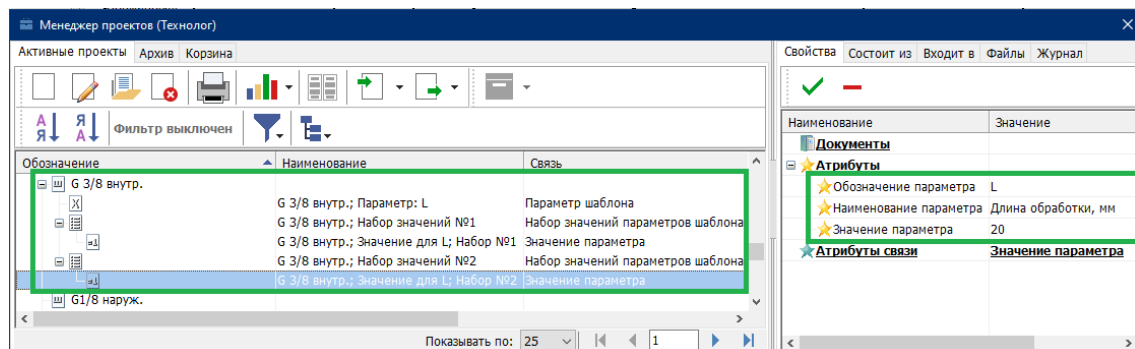 Менеджер проектов (Технолог)
Активные проекты Архив Корзина
Свойства Состоит из Входит в Файлы Журнал
А Я Я А Фильтр выключен
Обозначение Наименование Связь
G 3/8 внутр.
G 3/8 внутр.; Параметр: L Параметр шаблона
G 3/8 внутр.; Набор значений №1 Набор значений параметров шаблона
G 3/8 внутр.; Значение для L; Набор №1 Значение параметра
G 3/8 внутр.; Набор значений №2 Набор значений параметров шаблона
G 3/8 внутр.; Значение для L; Набор №2 Значение параметра
G1/8 наруж.
Показывать по: 25 1
Наименование Значение
Документы
Атрибуты
Обозначение параметра L
Наименование параметра Длина обработки, мм
Значение параметра 20
Атрибуты связи Значение параметра